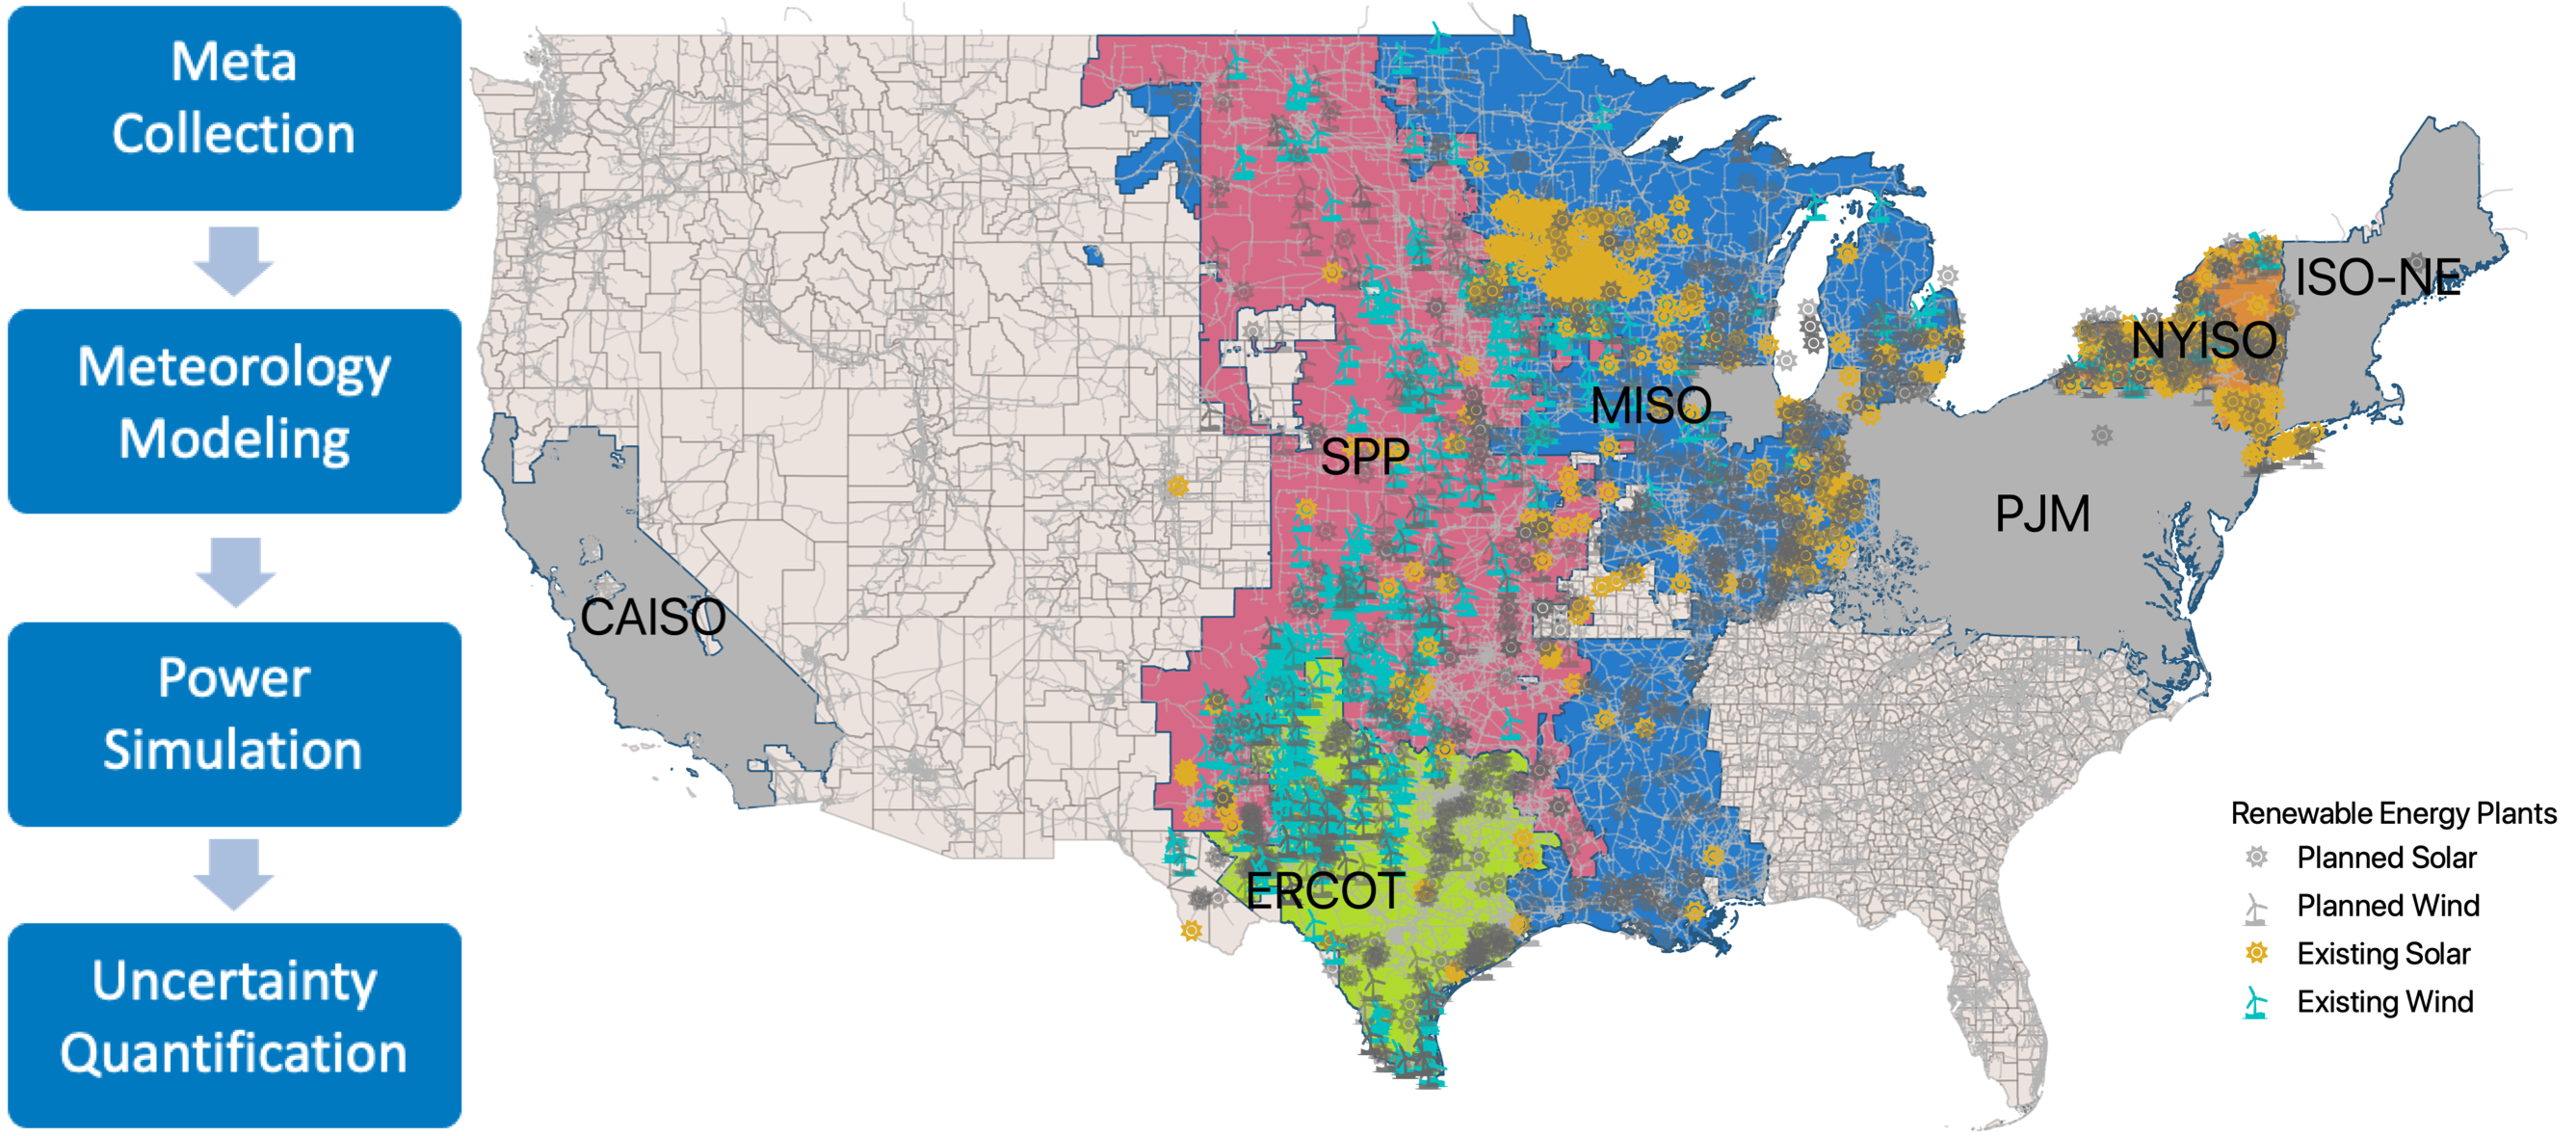 Meta
Collection
Meteorology
Modeling
Power
Simulation
Uncertainty
Quantification
ISO-NE
NYISO
MISO
SPP
PJM
CAISO
ERCOT
Renewable Energy Plants
Planned Solar
Planned Wind
Existing Solar
Existing Wind